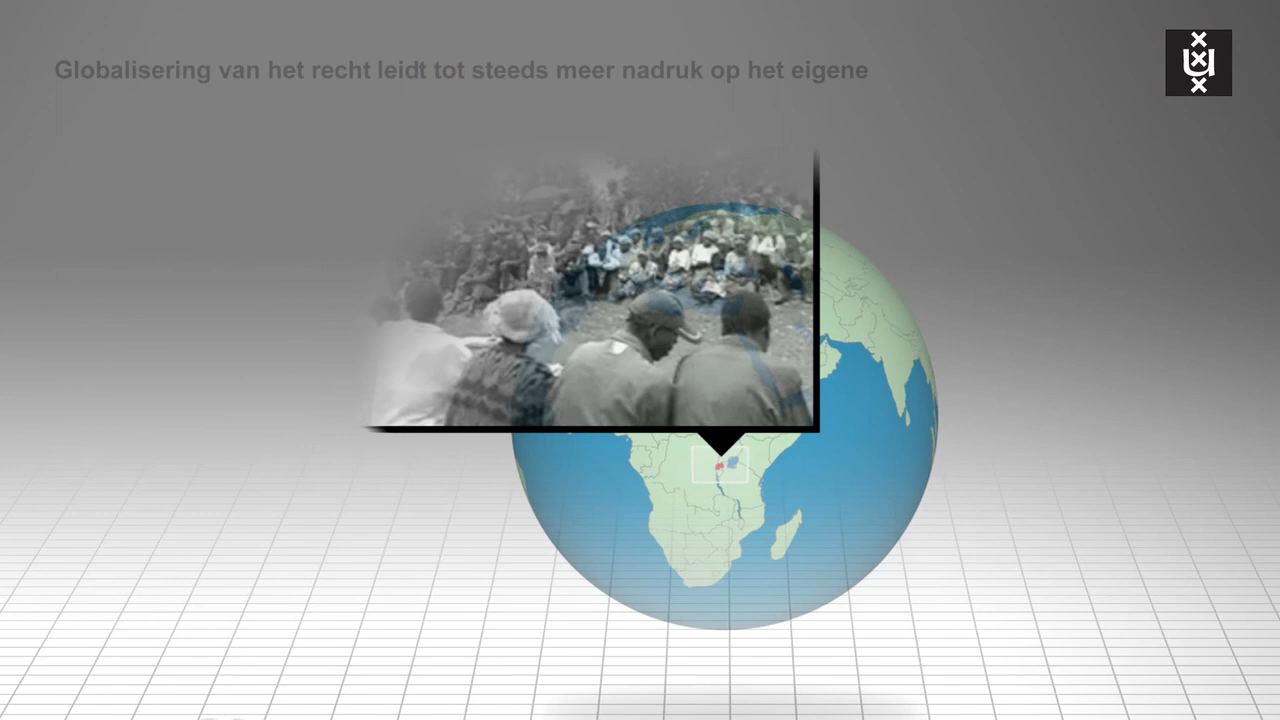 Globalisering van het recht leidt tot steeds meer nadruk op het eigene